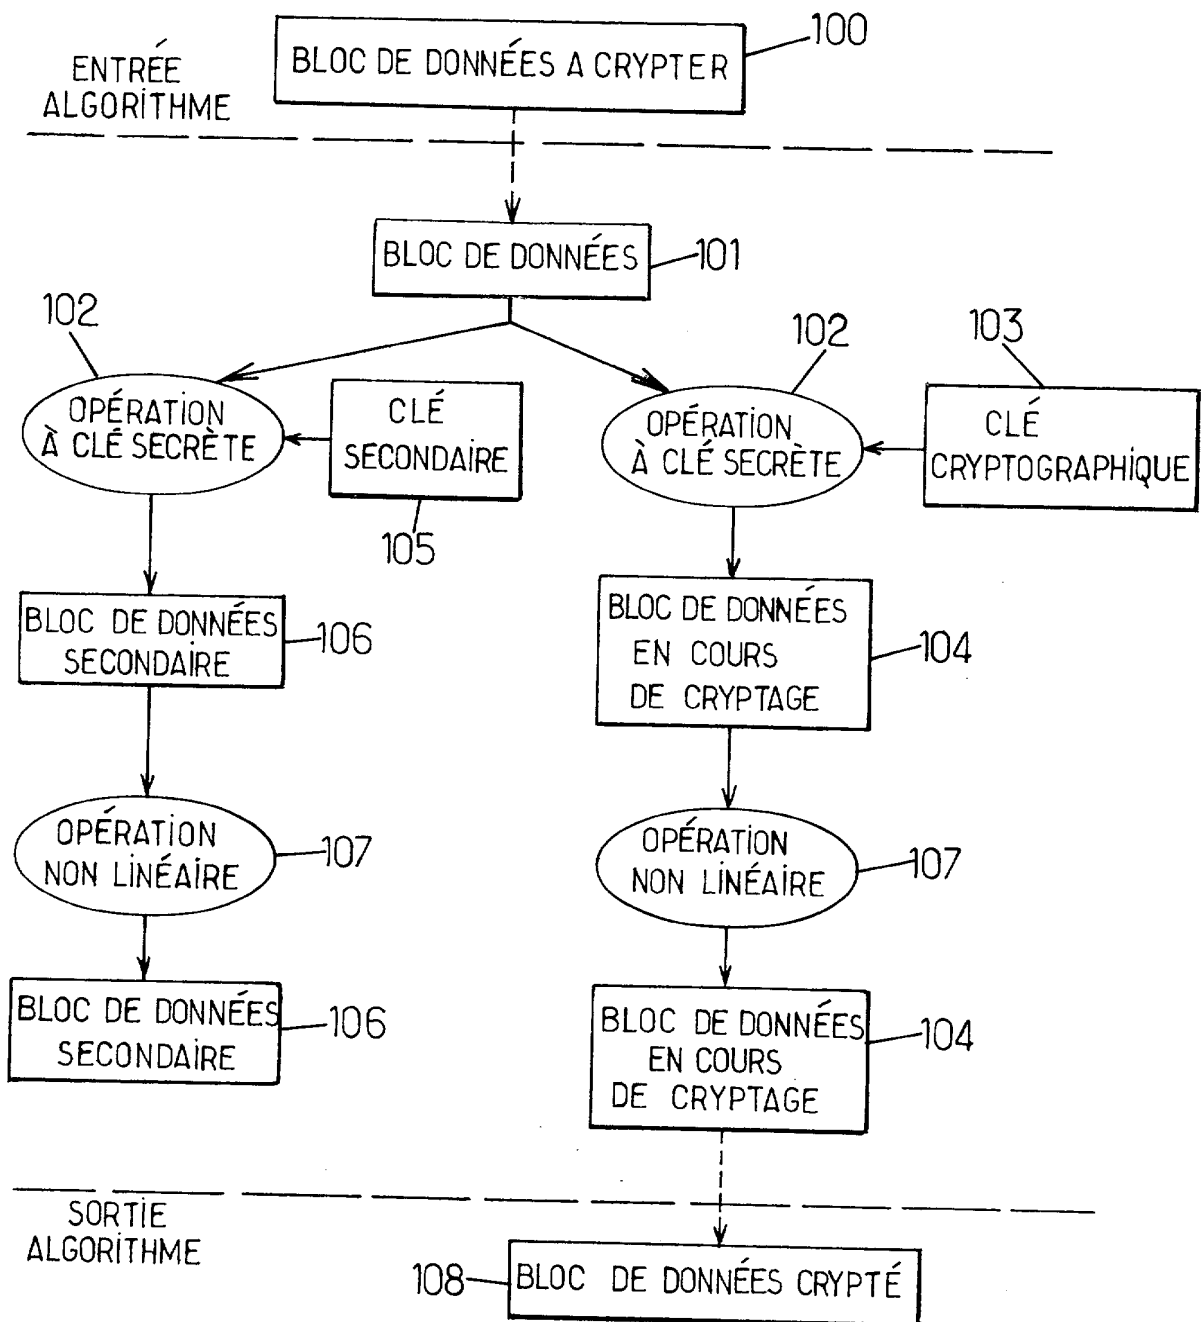 100
BLOC DE DONNÉES A CRYPTER
ENTRÉE
ALGORITHME
BLOC DE DONNÉES
101
102
OPÉRATION
À CLÉ SECRÈTE
CLÉ
SECONDAIRE
105
102
OPÉRATION
À CLÉ SECRÈTE
103
CLÉ
CRYPTOGRAPHIQUE
BLOC DE DONNÉES
SECONDAIRE
106
BLOC DE DONNÉES
EN COURS
DE CRYPTAGE
104
OPÉRATION
NON LINÉAIRE
107
OPÉRATION
NON LINÉAIRE
107
BLOC DE DONNÉES
SECONDAIRE
106
BLOC DE DONNÉES
EN COURS
DE CRYPTAGE
104
SORTIE
ALGORITHME
108
BLOC DE DONNÉES CRYPTÉ